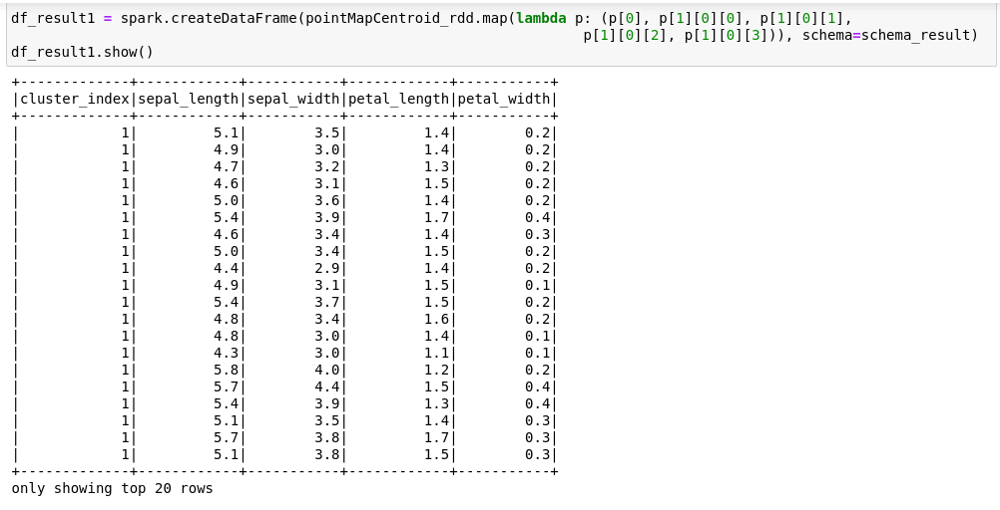 df_result1 = spark.createDataFrame(pointMapCentroid_rdd.map(lambda p: (p[0], p[1][0][0], p[1][0][1],
                                                                    p[1][0][2], p[1][0][3])), schema=schema_result)
df_result1.show()
+-------------+------------+-----------+------------+-----------+
|cluster_index|sepal_length|sepal_width|petal_length|petal_width|
+-------------+------------+-----------+------------+-----------+
|            1|         5.1|        3.5|         1.4|        0.2|
|            1|         4.9|        3.0|         1.4|        0.2|
|            1|         4.7|        3.2|         1.3|        0.2|
|            1|         4.6|        3.1|         1.5|        0.2|
|            1|         5.0|        3.6|         1.4|        0.2|
|            1|         5.4|        3.9|         1.7|        0.4|
|            1|         4.6|        3.4|         1.4|        0.3|
|            1|         5.0|        3.4|         1.5|        0.2|
|            1|         4.4|        2.9|         1.4|        0.2|
|            1|         4.9|        3.1|         1.5|        0.1|
|            1|         5.4|        3.7|         1.5|        0.2|
|            1|         4.8|        3.4|         1.6|        0.2|
|            1|         4.8|        3.0|         1.4|        0.1|
|            1|         4.3|        3.0|         1.1|        0.1|
|            1|         5.8|        4.0|         1.2|        0.2|
|            1|         5.7|        4.4|         1.5|        0.4|
|            1|         5.4|        3.9|         1.3|        0.4|
|            1|         5.1|        3.5|         1.4|        0.3|
|            1|         5.7|        3.8|         1.7|        0.3|
|            1|         5.1|        3.8|         1.5|        0.3|
+-------------+------------+-----------+------------+-----------+
only showing top 20 rows